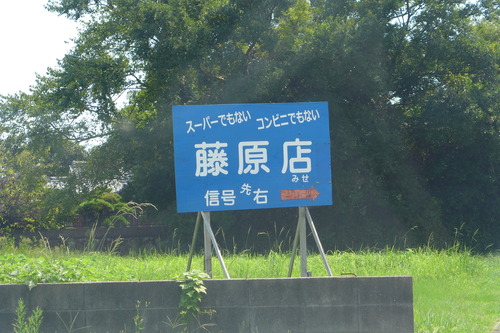 スーパーでもない コンビニでもない
藤原店
みせ
信号先右